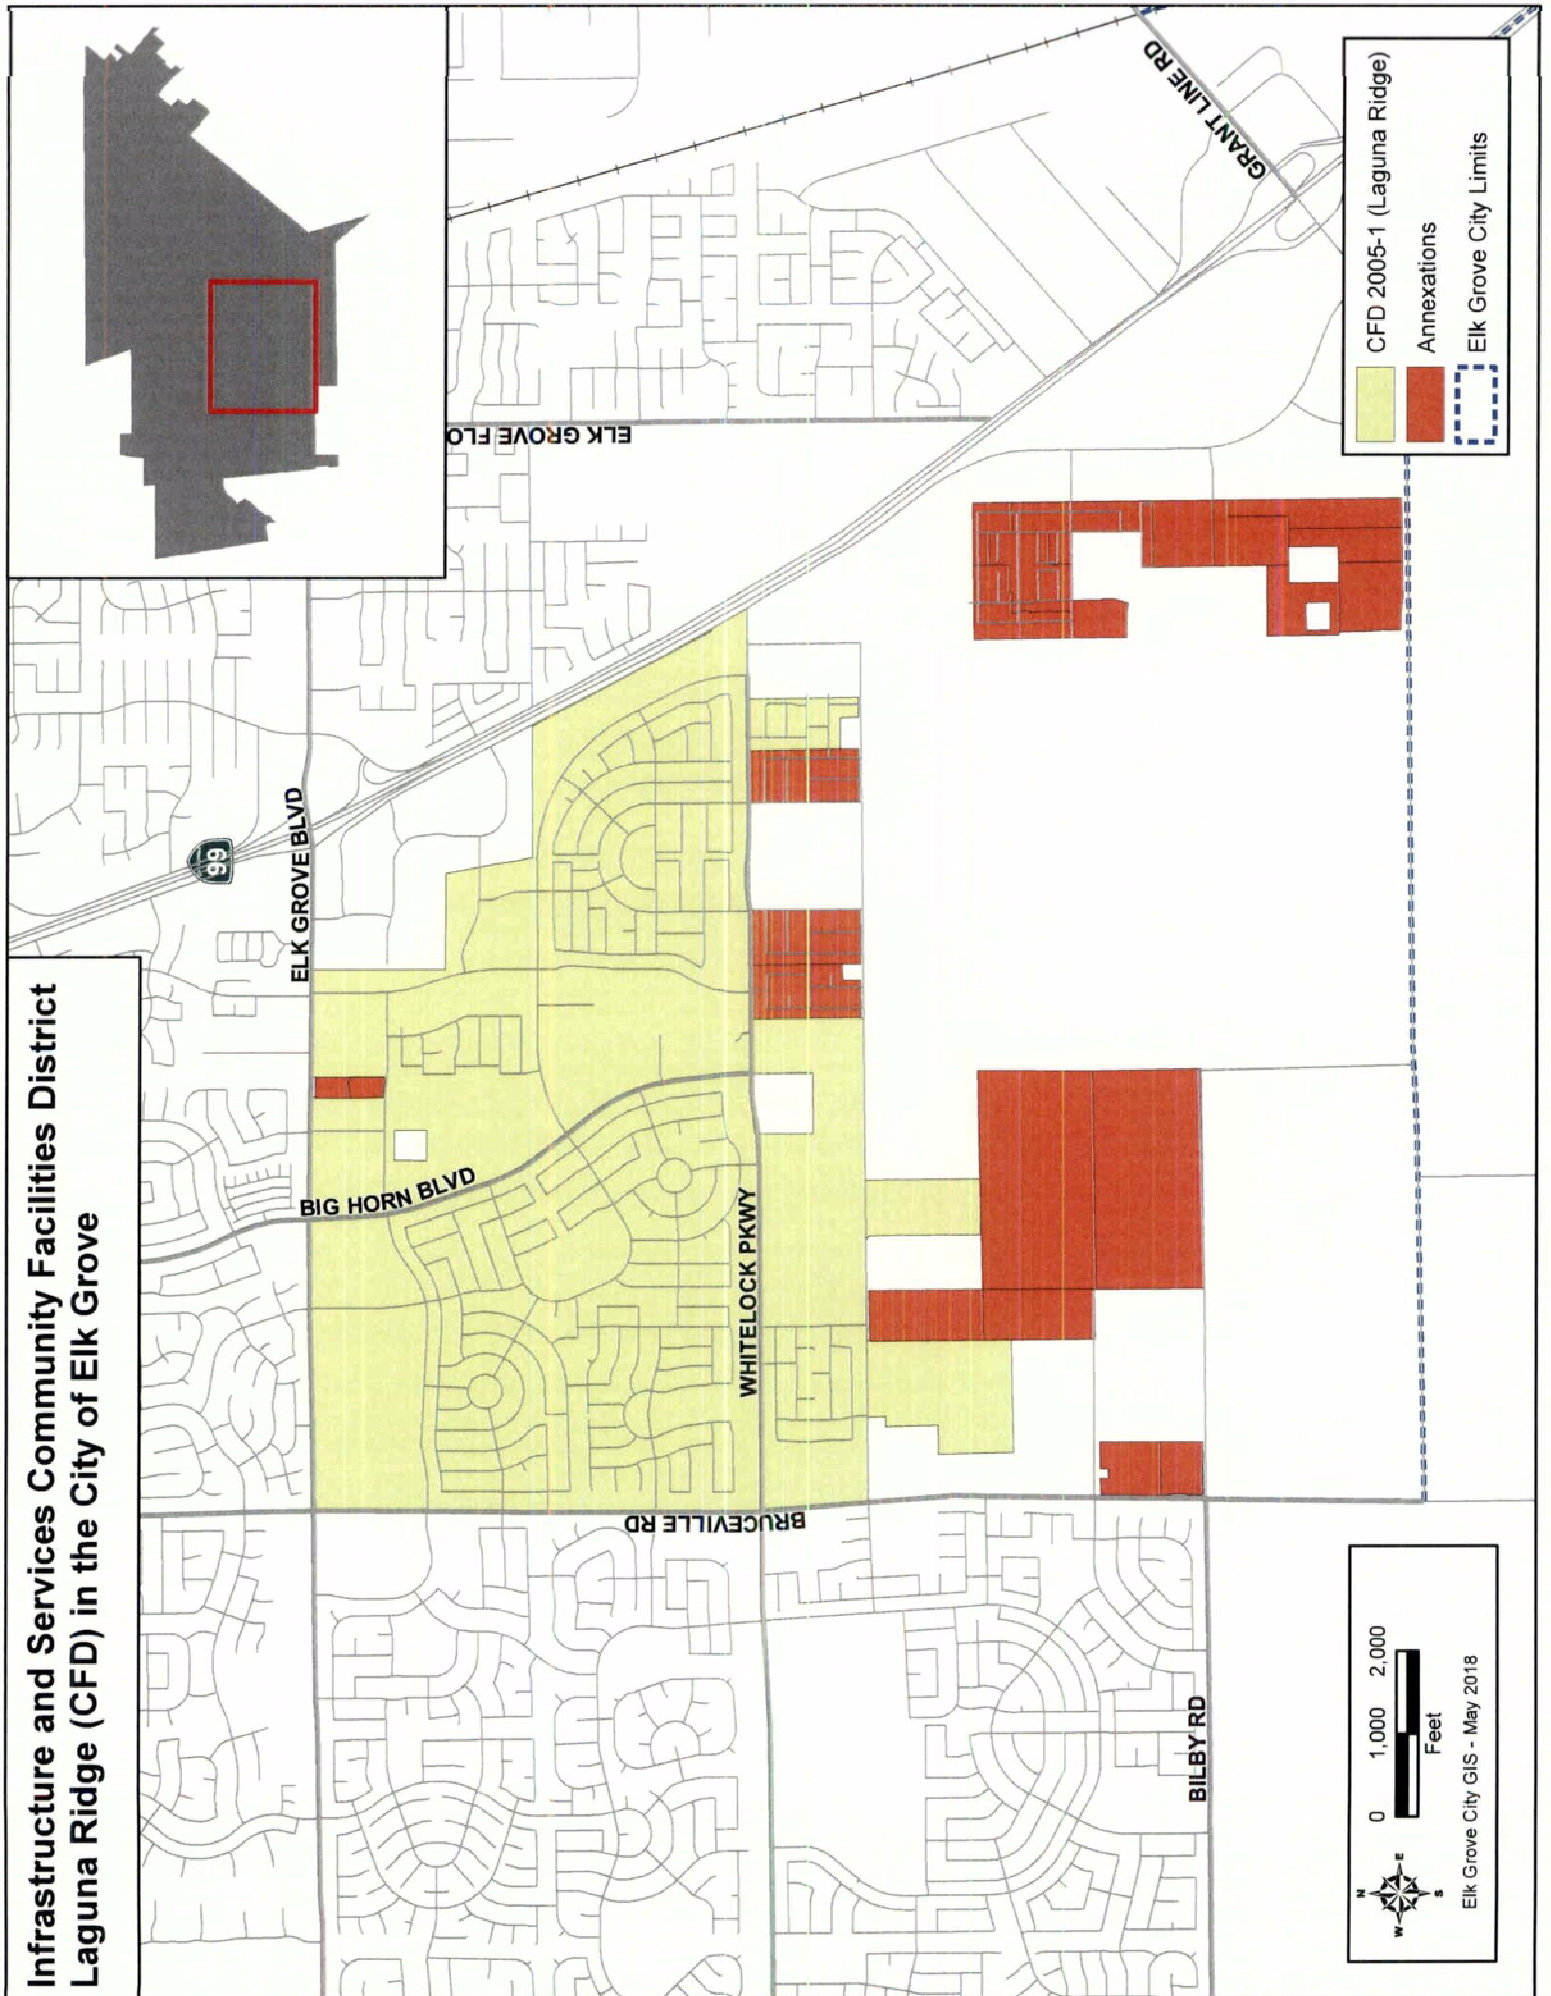 Infrastructure and Services Community Facilities District
Laguna Ridge (CFD) in the City of Elk Grove
99
ELK GROVE BLVD
BIG HORN BLVD
WHITELOCK PKWY
BRUCEVILLE RD
BILBY RD
ELK GROVE FLO
GRANT LINE RD
CFD 2005-1 (Laguna Ridge)
Annexations
Elk Grove City Limits
N
W
E
S
0 1,000 2,000
Feet
Elk Grove City GIS - May 2018